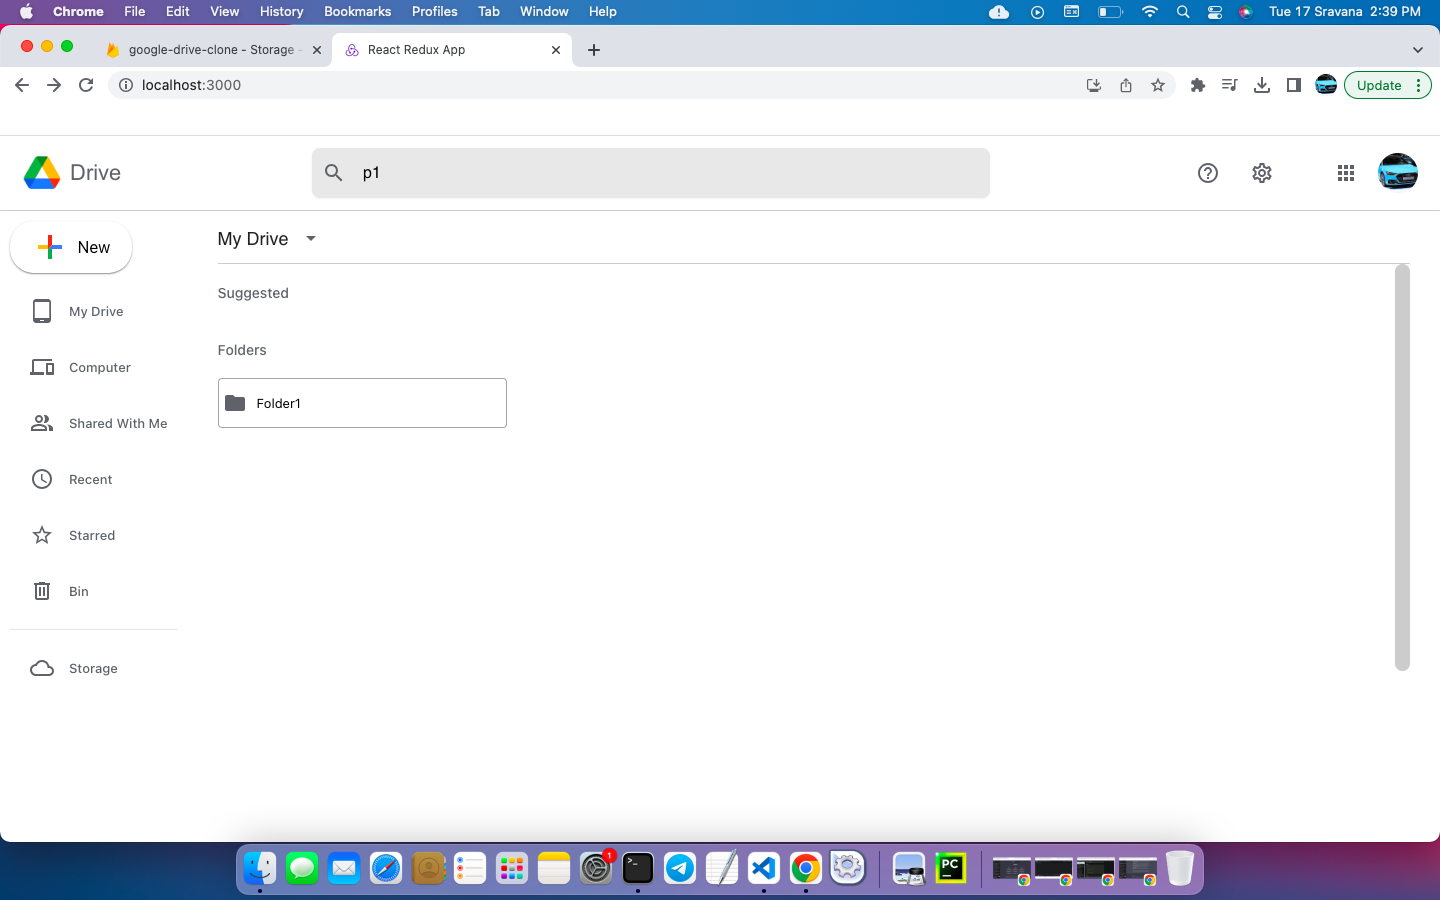 Chrome File Edit View History Bookmarks Profiles Tab Window Help Tue 17 Sravana 2:39 PM
google-drive-clone - Storage - React Redux App
localhost:3000 Update
Drive p1
New
My Drive
Computer
Shared With Me
Recent
Starred
Bin
Storage
My Drive
Suggested
Folders
Folder1
1
>_
PC